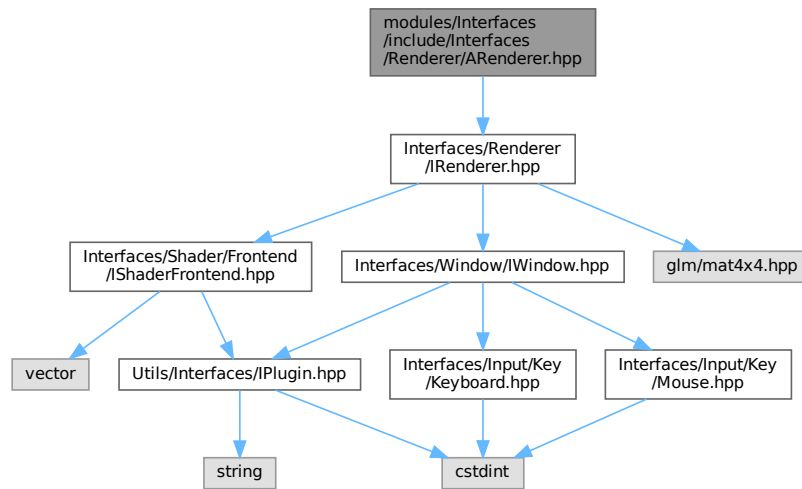 modules/Interfaces
/include/Interfaces
/Renderer/ARenderer.hpp
Interfaces/Renderer
/IRenderer.hpp
Interfaces/Shader/Frontend
/IShaderFrontend.hpp
Interfaces/Window/IWindow.hpp
glm/mat4x4.hpp
vector
Utils/Interfaces/IPlugin.hpp
Interfaces/Input/Key
/Keyboard.hpp
Interfaces/Input/Key
/Mouse.hpp
string
cstdint